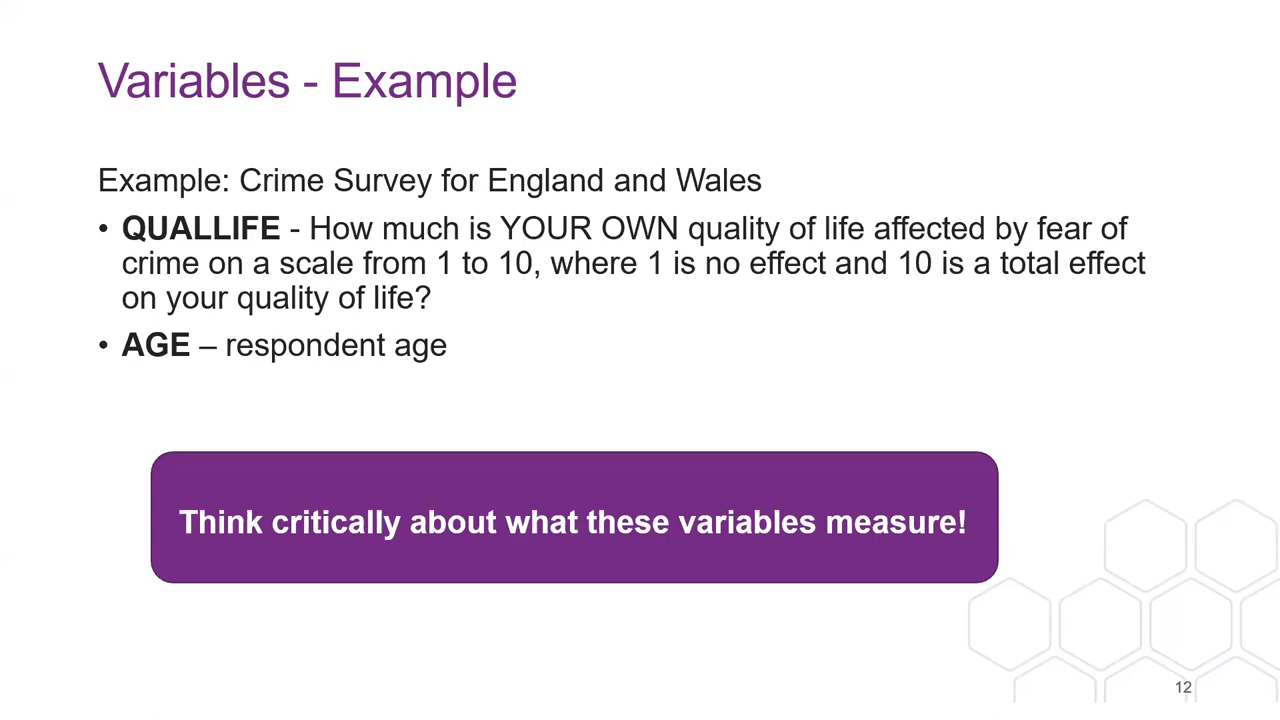 Variables - Example
Example: Crime Survey for England and Wales
• QUALLIFE - How much is YOUR OWN quality of life affected by fear of
crime on a scale from 1 to 10, where 1 is no effect and 10 is a total effect
on your quality of life?
• AGE – respondent age
Think critically about what these variables measure!
12